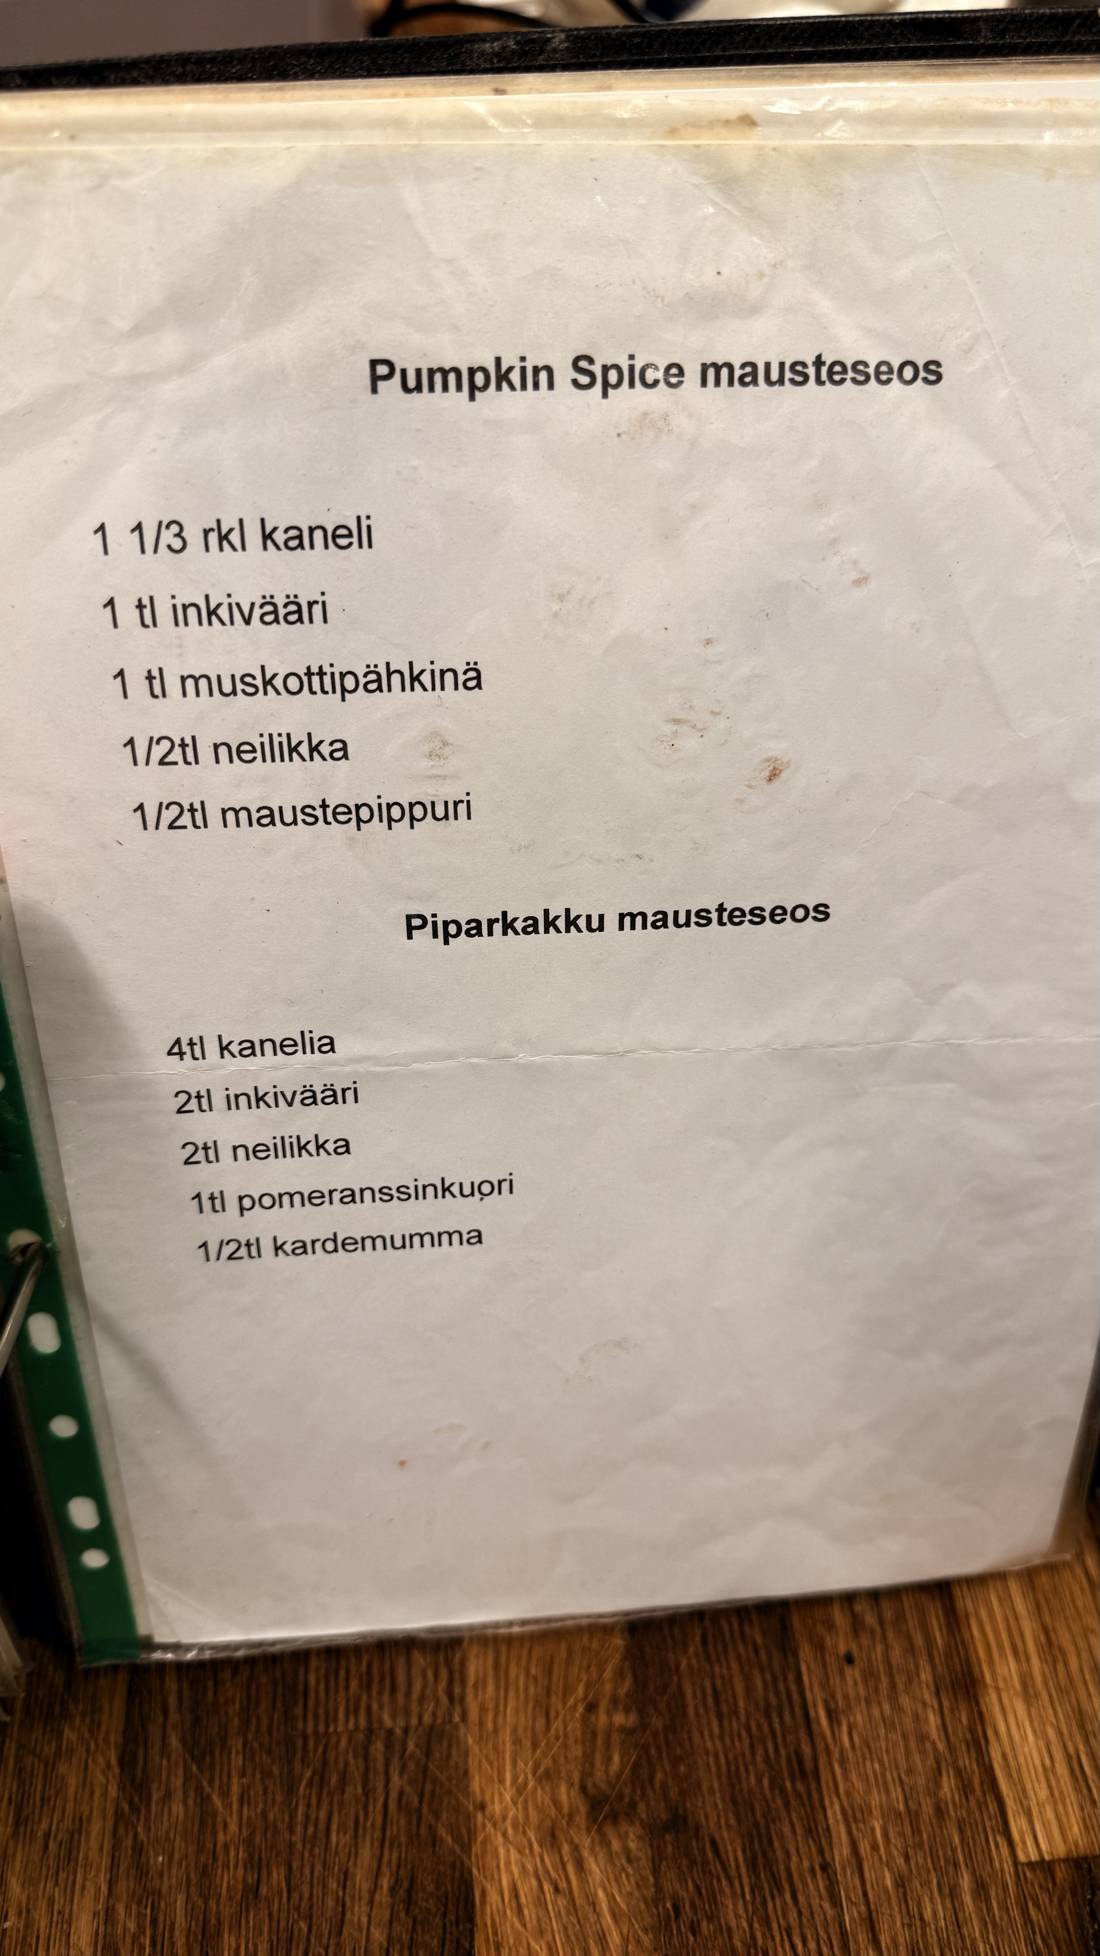 Pumpkin Spice mausteseos
1 1/3 rkl kaneli
1 tl inkivääri
1 tl muskottipähkinä
1/2tl neilikka
1/2tl maustepippuri
Piparkakku mausteseos
4tl kanelia
2tl inkivääri
2tl neilikka
1tl pomeranssinkuori
1/2tl kardemumma